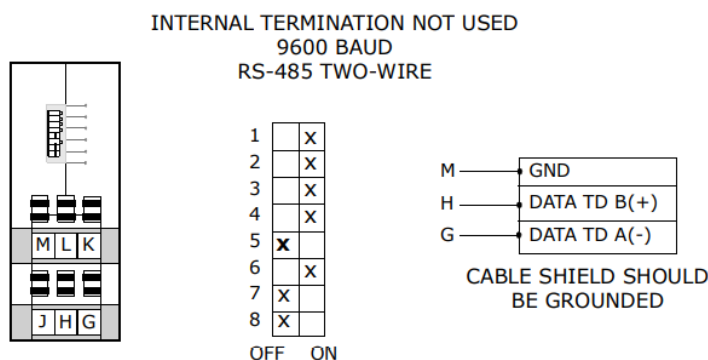 INTERNAL TERMINATION NOT USED
9600 BAUD
RS-485 TWO-WIRE
M L K
J H G
1 x
2 x
3 x
4 x
5 x
6 x
7 x
8 x
OFF ON
M GND
H DATA TD B(+)
G DATA TD A(-)
CABLE SHIELD SHOULD
BE GROUNDED